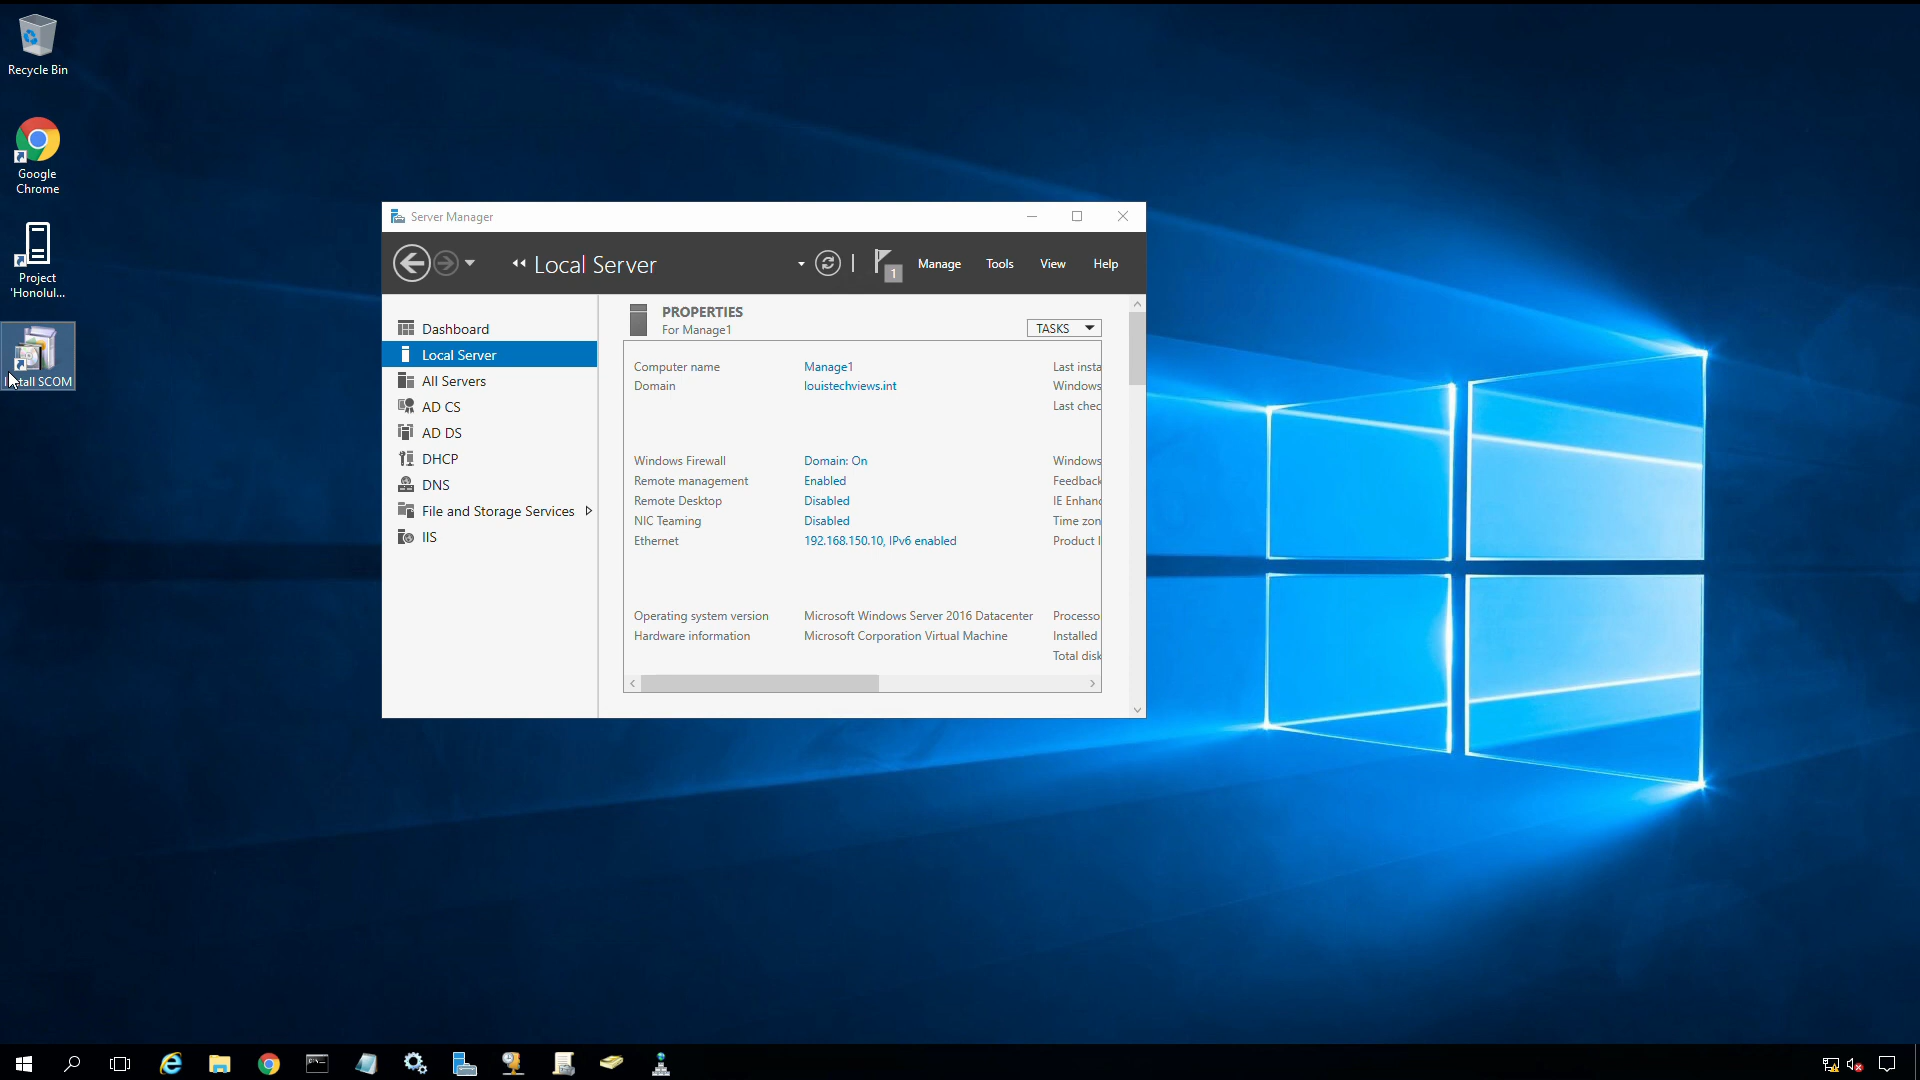 Recycle Bin
Google
Chrome
Project
'Honolul...
Install SCOM
Server Manager
Local Server
1
Manage
Tools
View
Help
Dashboard
Local Server
All Servers
AD CS
AD DS
DHCP
DNS
File and Storage Services
IIS
PROPERTIES
For Manage1
TASKS
Computer name Manage1 Last insta
Domain louistechviews.int Windows
Last chec
Windows Firewall Domain: On Windows
Remote management Enabled Feedback
Remote Desktop Disabled IE Enhanc
NIC Teaming Disabled Time zon
Ethernet 192.168.150.10, IPv6 enabled Product I
Operating system version Microsoft Windows Server 2016 Datacenter Processo
Hardware information Microsoft Corporation Virtual Machine Installed
Total disk